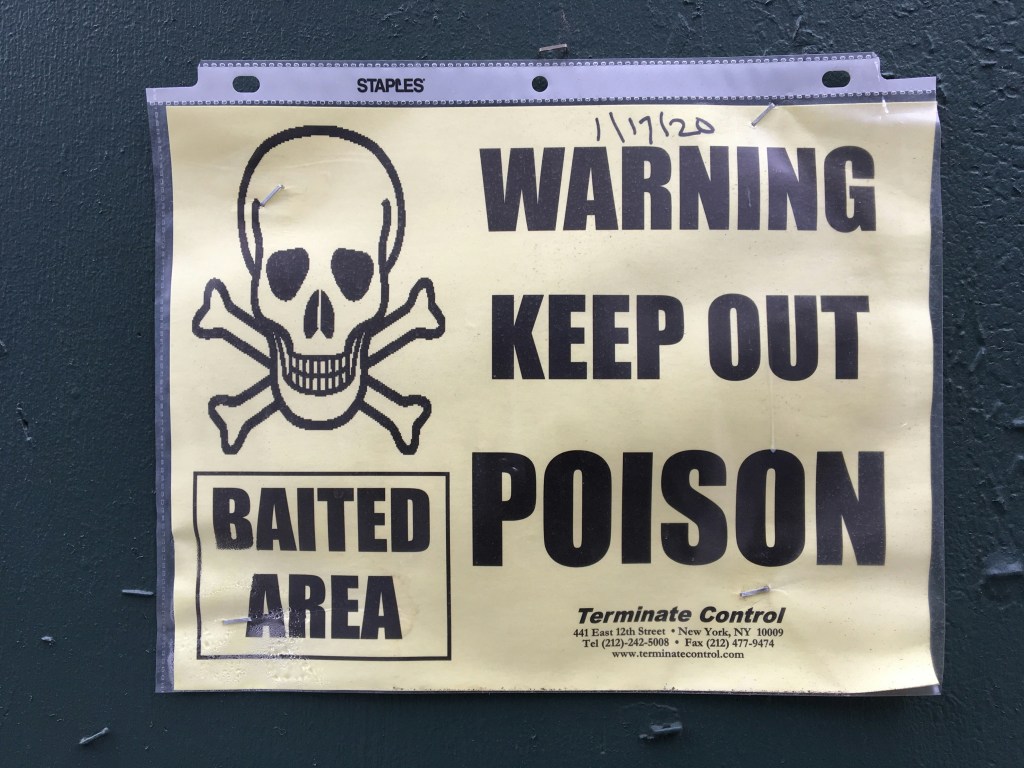 STAPLES
1/17/20
WARNING
KEEP OUT
POISON
BAITED
AREA
Terminate Control
441 East 12th Street • New York, NY 10009
Tel (212)-242-5008 • Fax (212) 477-9474
www.terminatecontrol.com